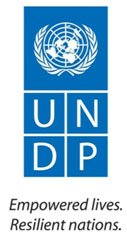 U N
D P
Empowered lives.
Resilient nations.